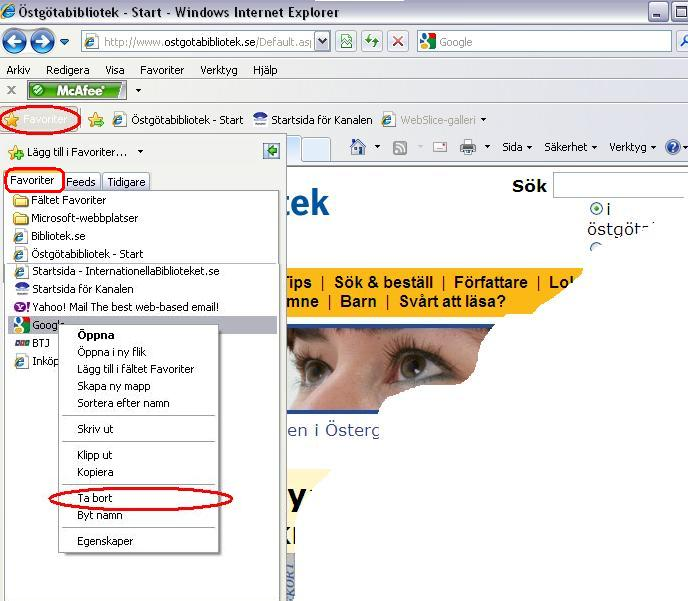 Östgötabibliotek - Start - Windows Internet Explorer
http://www.ostgotabibliotek.se/Default.as
Google
Arkiv Redigera Visa Favoriter Verktyg Hjälp
x McAfee
Favoriter Östgötabibliotek - Start Startsida för Kanalen WebSlice-galleri
Lägg till i Favoriter... Sida Säkerhet Verktyg
Favoriter Feeds Tidigare
Sök
tek
i
östgöta
Fältet Favoriter
Microsoft-webbplatser
Bibliotek.se
Östgötabibliotek - Start
Startsida - InternationellaBiblioteket.se
Startsida för Kanalen
Yahoo! Mail The best web-based email!
Google
BTJ
Inköp
Tips | Sök & beställ | Författare | Lok
mne | Barn | Svårt att läsa?
Öppna
Öppna i ny flik
Lägg till i fältet Favoriter
Skapa ny mapp
Sortera efter namn
Skriv ut
Klipp ut
Kopiera
Ta bort
Byt namn
Egenskaper
en i Österg
y
KORT